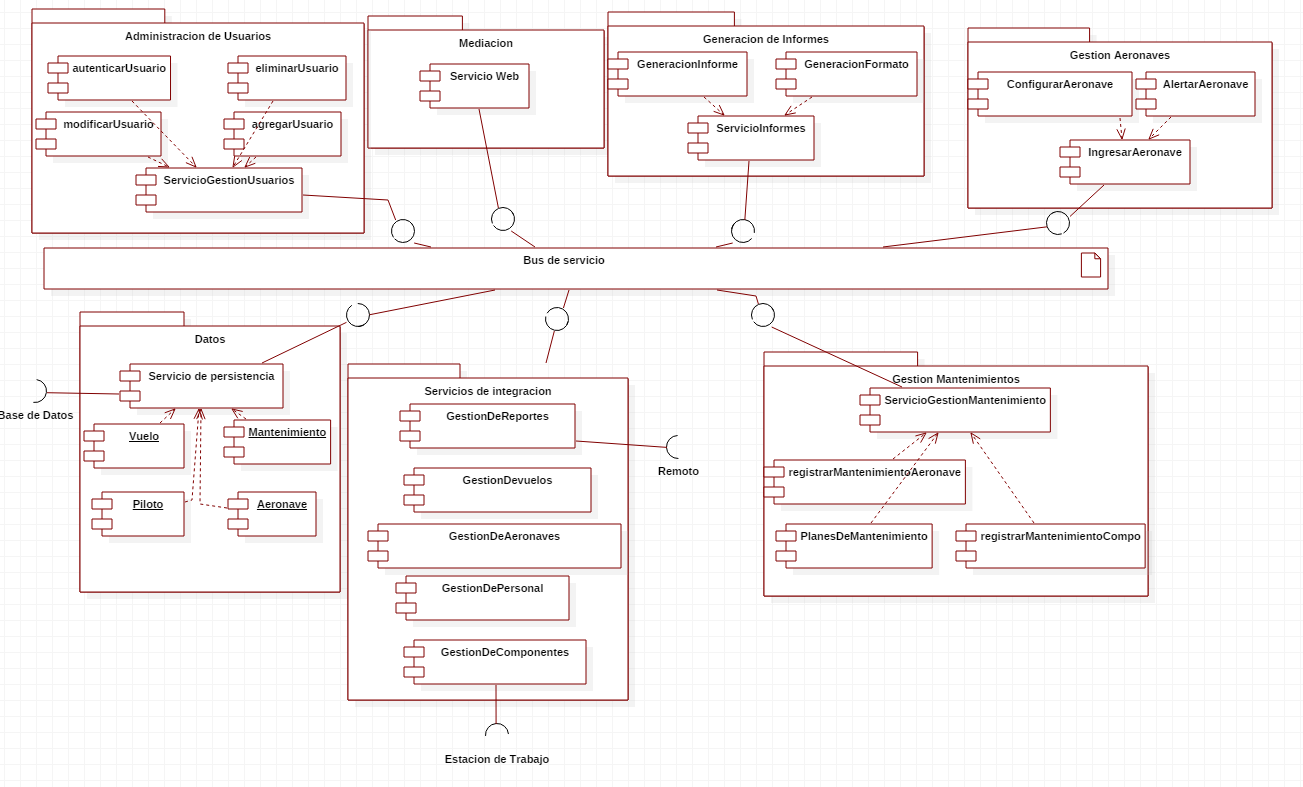 Administracion de Usuarios
autenticarUsuario
eliminarUsuario
modificarUsuario
agregarUsuario
ServicioGestionUsuarios
Mediacion
Servicio Web
Generacion de Informes
GeneracionInforme
GeneracionFormato
ServicioInformes
Gestion Aeronaves
ConfigurarAeronave
AlertarAeronave
IngresarAeronave
Bus de servicio
Datos
Servicio de persistencia
Base de Datos
Vuelo
Mantenimiento
Piloto
Aeronave
Servicios de integracion
GestionDeReportes
Remoto
GestionDevuelos
GestionDeAeronaves
GestionDePersonal
GestionDeComponentes
Estacion de Trabajo
Gestion Mantenimientos
ServicioGestionMantenimiento
registrarMantenimientoAeronave
PlanesDeMantenimiento
registrarMantenimientoCompo